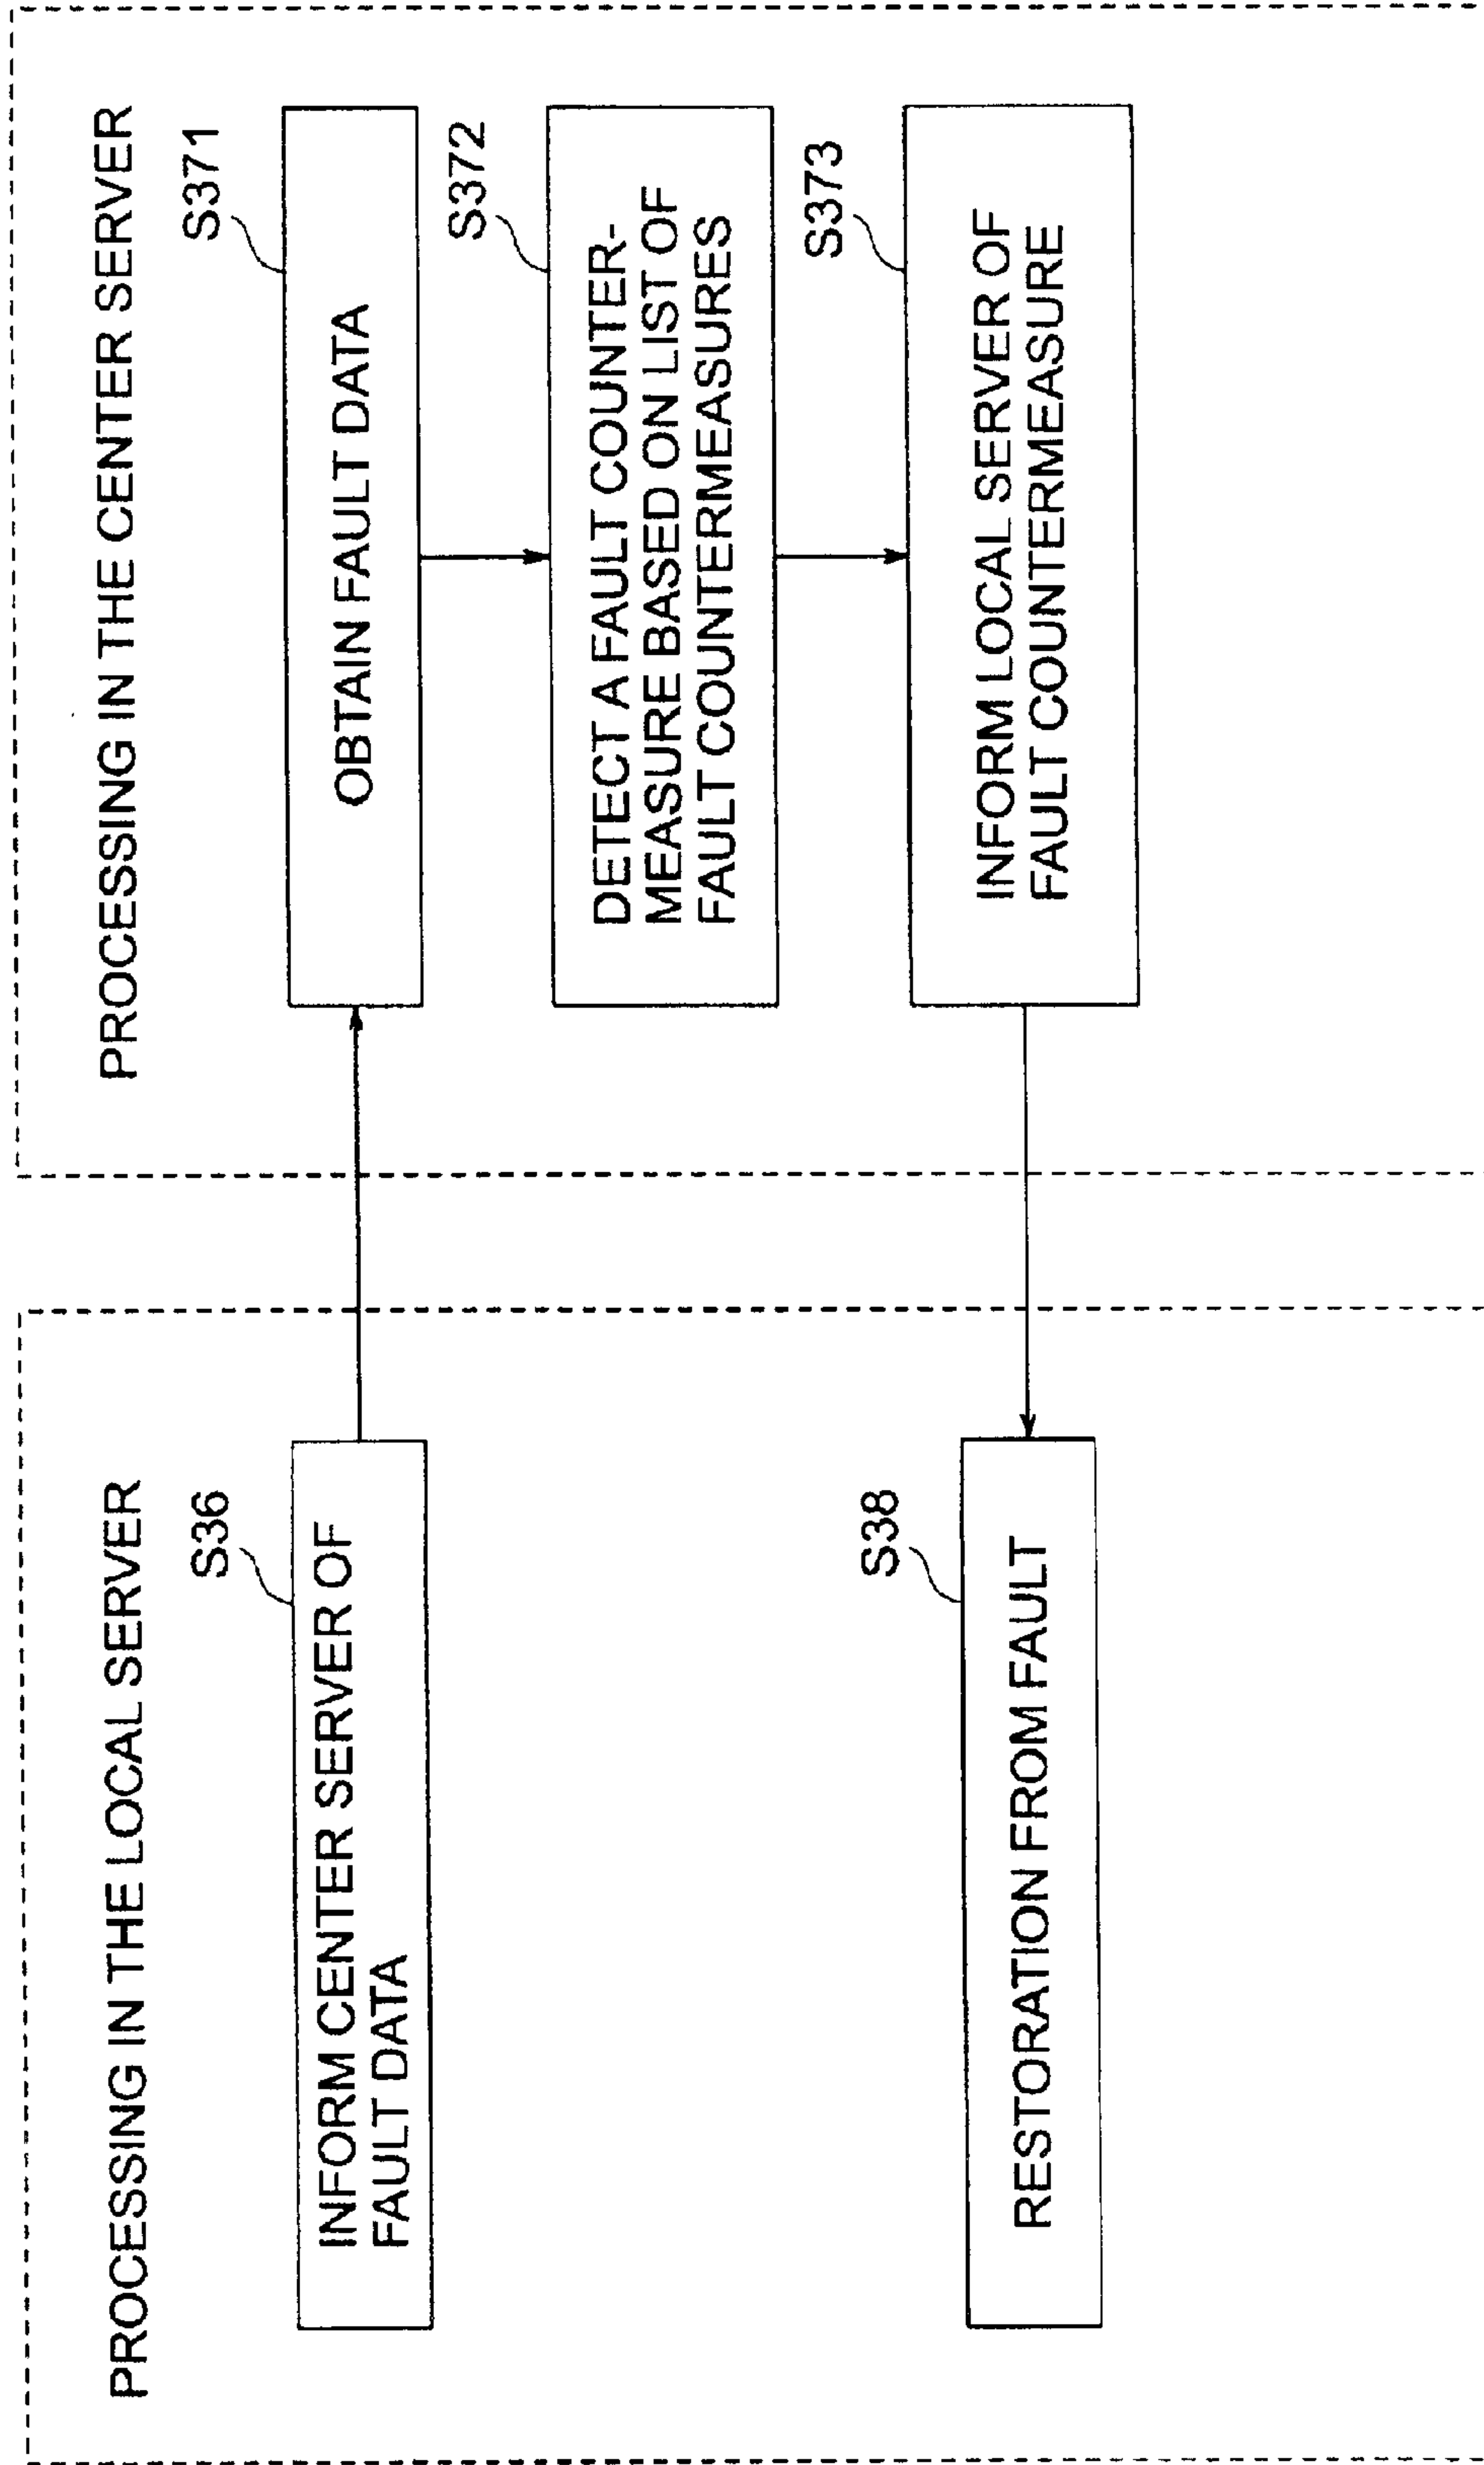 PROCESSING IN THE LOCAL SERVER
S36
INFORM CENTER SERVER OF
FAULT DATA
S38
RESTORATION FROM FAULT
PROCESSING IN THE CENTER SERVER
S371
OBTAIN FAULT DATA
S372
DETECT A FAULT COUNTER-
MEASURE BASED ON LIST OF
FAULT COUNTERMEASURES
S373
INFORM LOCAL SERVER OF
FAULT COUNTERMEASURE